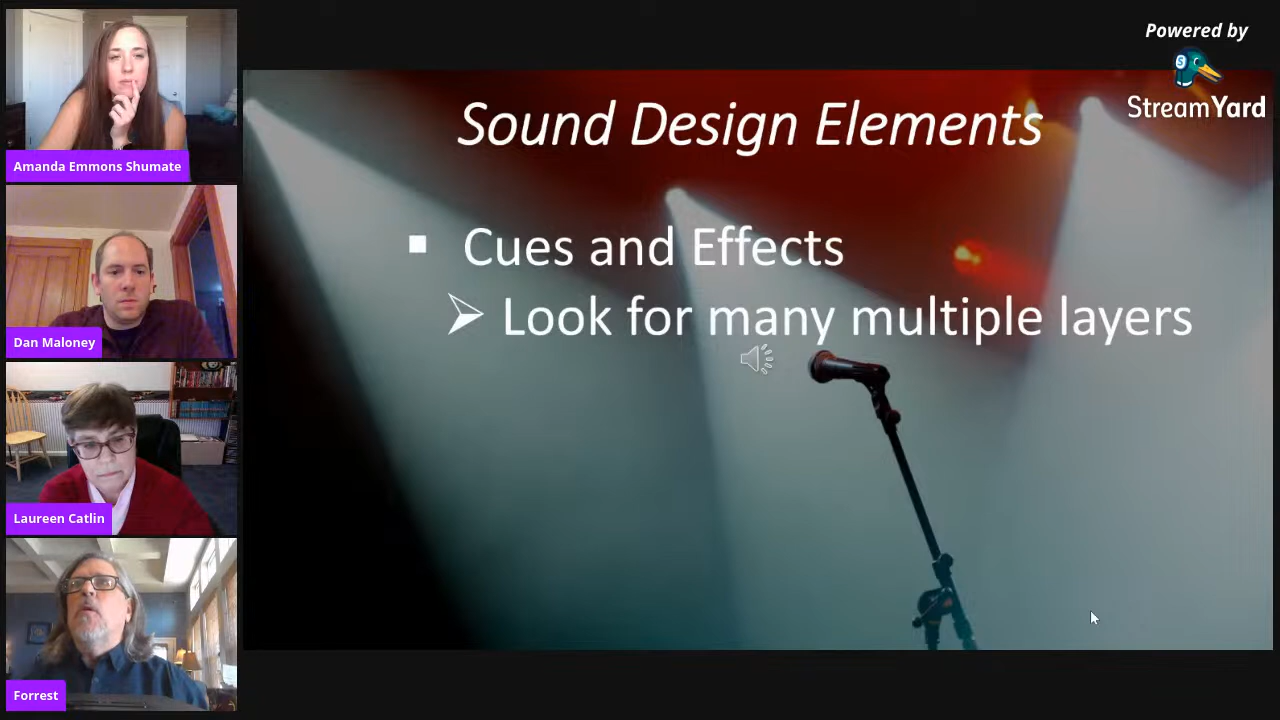 Powered by
StreamYard
Sound Design Elements
Cues and Effects
Look for many multiple layers
Amanda Emmons Shumate
Dan Maloney
Laureen Catlin
Forrest